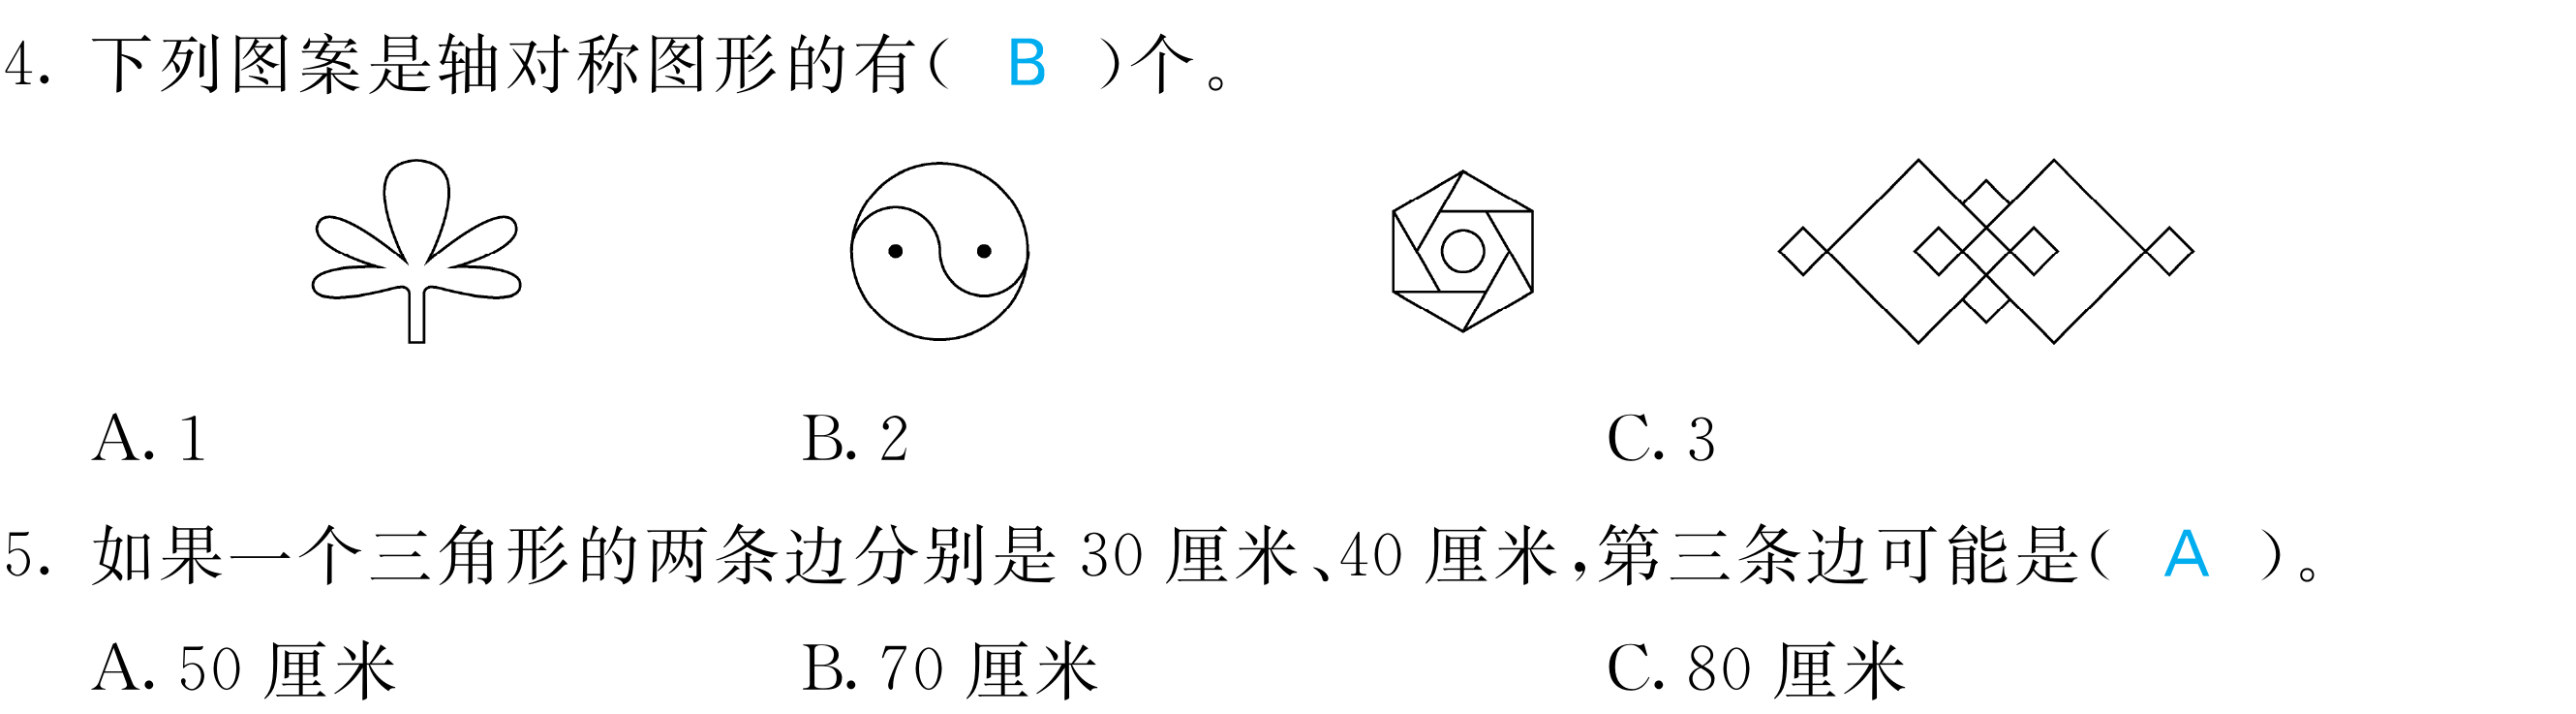 4. 下列图案是轴对称图形的有( B )个。
A. 1 B. 2 C. 3
5. 如果一个三角形的两条边分别是 30 厘米、40 厘米,第三条边可能是( A )。
A. 50 厘米 B. 70 厘米 C. 80 厘米